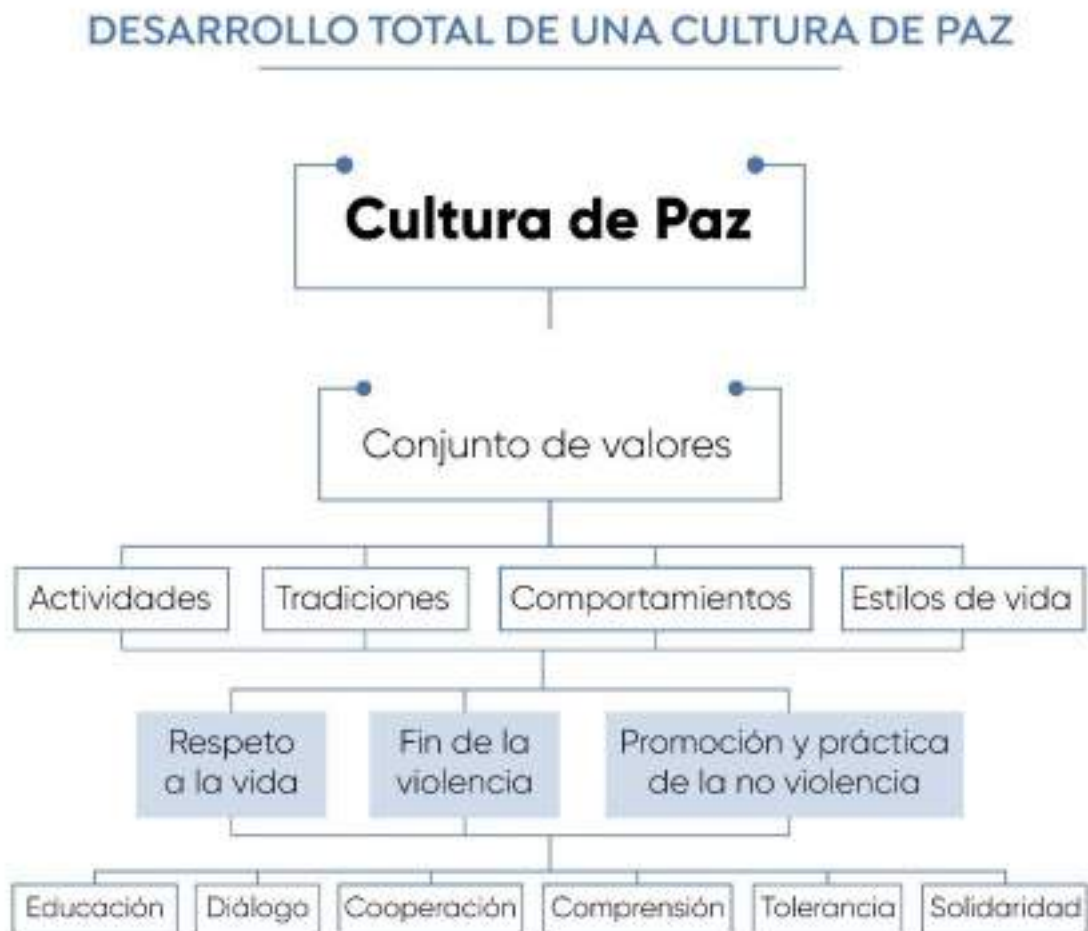 DESARROLLO TOTAL DE UNA CULTURA DE PAZ
Cultura de Paz
Conjunto de valores
Actividades
Tradiciones
Comportamientos
Estilos de vida
Respeto
a la vida
Fin de la
violencia
Promoción y práctica
de la no violencia
Educación
Diálogo
Cooperación
Comprensión
Tolerancia
Solidaridad